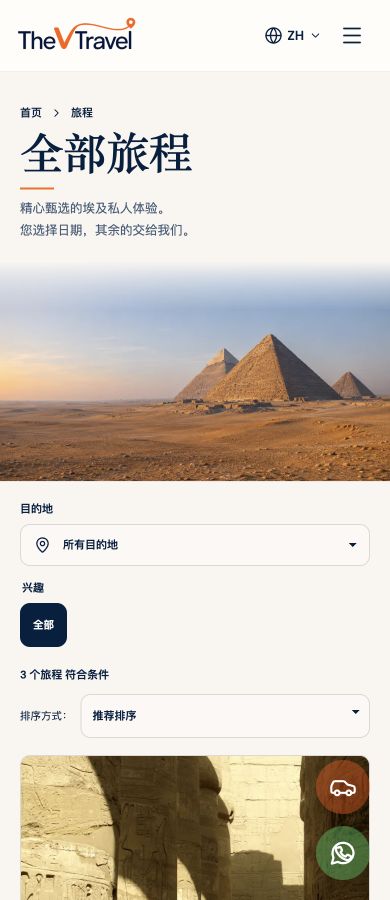 TheVTravel
ZH
首页 > 旅程
全部旅程
精心甄选的埃及私人体验。
您选择日期，其余的交给我们。
目的地
所有目的地
兴趣
全部
3 个旅程 符合条件
排序方式：
推荐排序